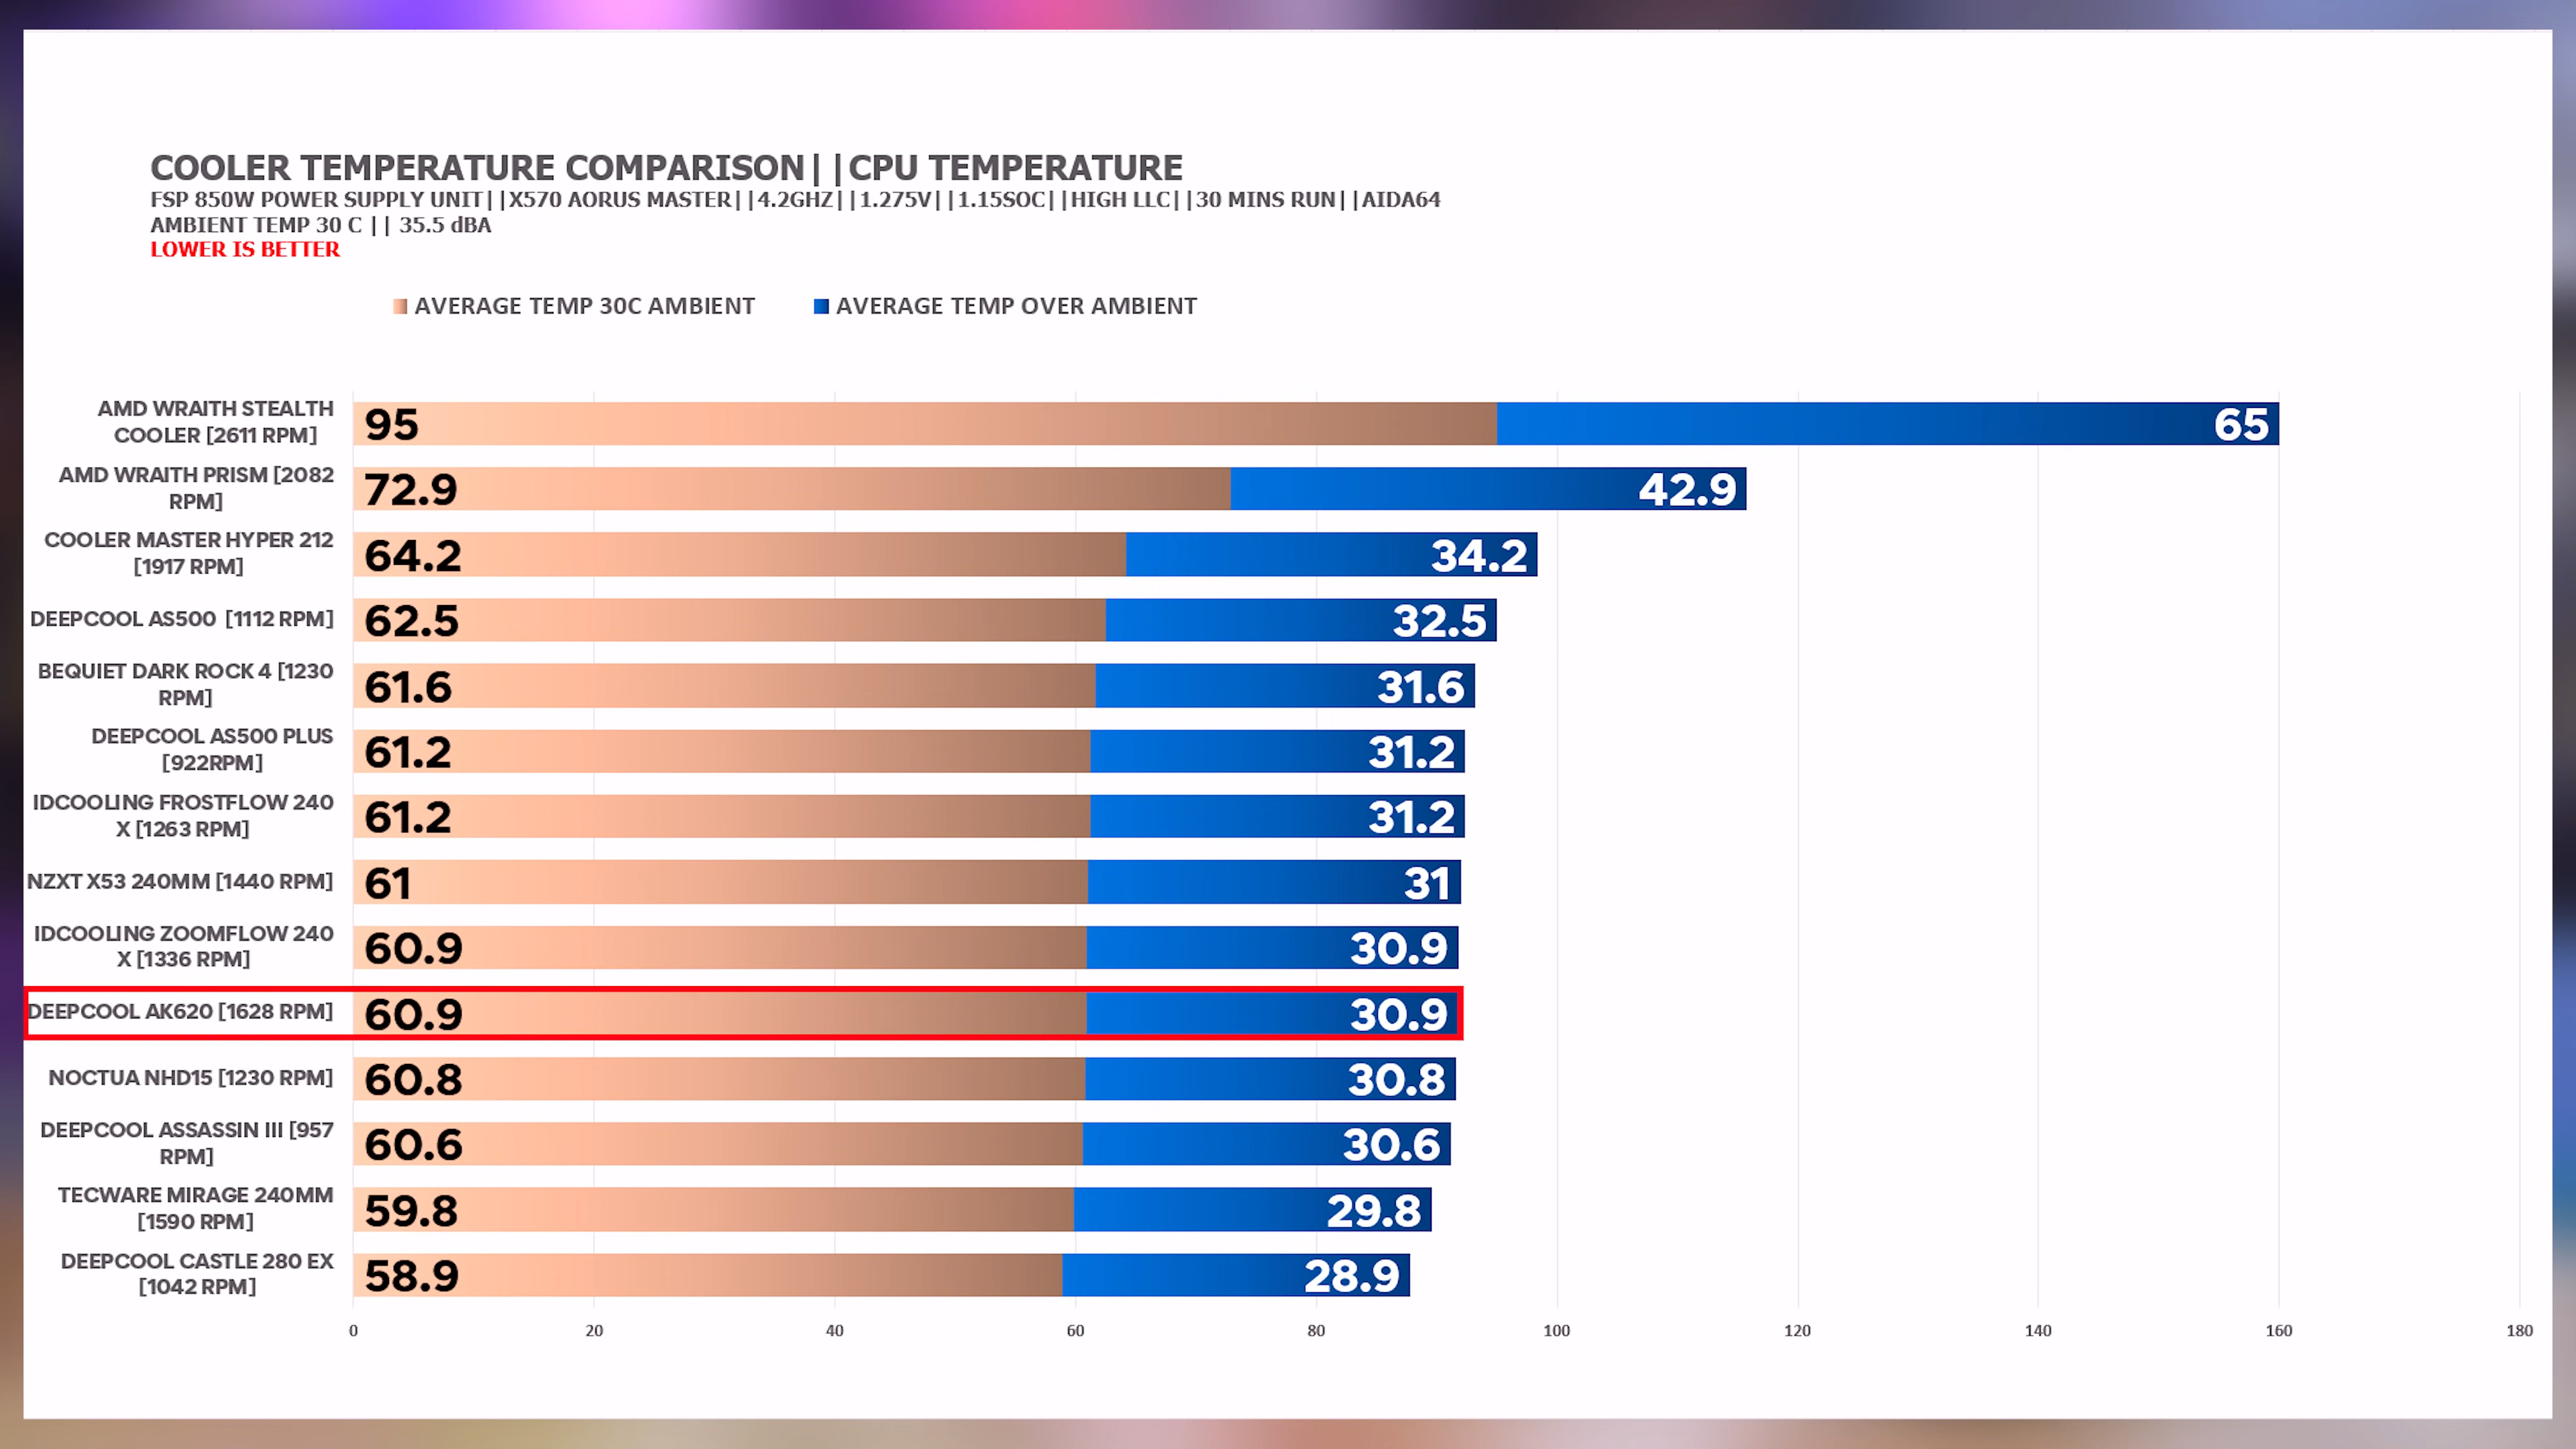 COOLER TEMPERATURE COMPARISON||CPU TEMPERATURE
FSP 850W POWER SUPPLY UNIT||X570 AORUS MASTER||4.2GHZ||1.275V||1.15SOC||HIGH LLC||30 MINS RUN||AIDA64
AMBIENT TEMP 30 C || 35.5 dBA
LOWER IS BETTER
AVERAGE TEMP 30C AMBIENT AVERAGE TEMP OVER AMBIENT
AMD WRAITH STEALTH
COOLER [2611 RPM]
95 65
AMD WRAITH PRISM [2082
RPM]
72.9 42.9
COOLER MASTER HYPER 212
[1917 RPM]
64.2 34.2
DEEPCOOL AS500 [1112 RPM]
62.5 32.5
BEQUIET DARK ROCK 4 [1230
RPM]
61.6 31.6
DEEPCOOL AS500 PLUS
[922RPM]
61.2 31.2
IDCOOLING FROSTFLOW 240
X [1263 RPM]
61.2 31.2
NZXT X53 240MM [1440 RPM]
61 31
IDCOOLING ZOOMFLOW 240
X [1336 RPM]
60.9 30.9
DEEPCOOL AK620 [1628 RPM]
60.9 30.9
NOCTUA NHD15 [1230 RPM]
60.8 30.8
DEEPCOOL ASSASSIN III [957
RPM]
60.6 30.6
TECWARE MIRAGE 240MM
[1590 RPM]
59.8 29.8
DEEPCOOL CASTLE 280 EX
[1042 RPM]
58.9 28.9
0 20 40 60 80 100 120 140 160 180